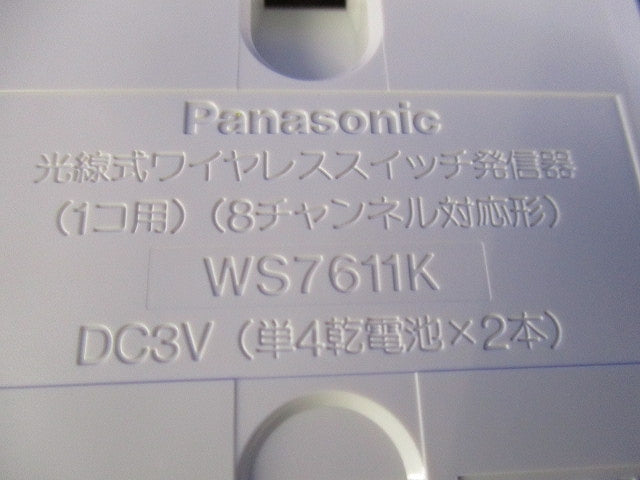 Panasonic
光線式ワイヤレススイッチ発信器
(1コ用)(8チャンネル対応形)
WS7611K
DC3V(単4乾電池×2本)